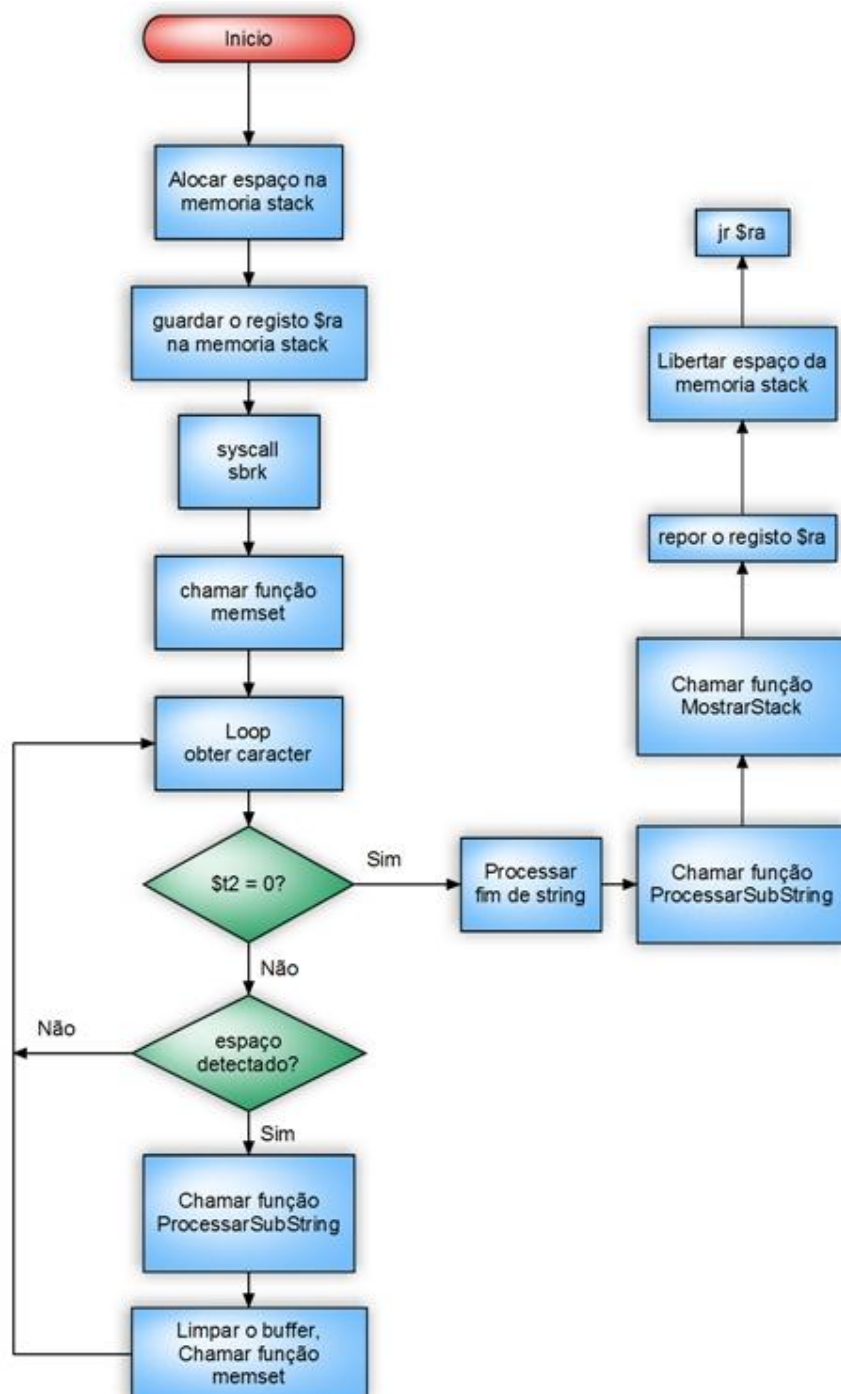 Inicio
Alocar espaço na
memoria stack
guardar o registo $ra
na memoria stack
syscall
sbrk
chamar função
memset
Loop
obter caracter
$t2 = 0?
Sim
Não
espaço
detectado?
Não
Sim
Chamar função
ProcessarSubString
Limpar o buffer,
Chamar função
memset
Processar
fim de string
Chamar função
ProcessarSubString
Chamar função
MostrarStack
repor o registo $ra
Libertar espaço da
memoria stack
jr $ra